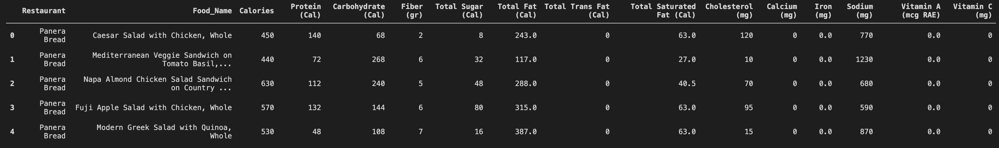 Restaurant Food_Name Calories Protein (Cal) Carbohydrate (Cal) Fiber (gr) Total Sugar (Cal) Total Fat (Cal) Total Trans Fat (Cal) Total Saturated Fat (Cal) Cholesterol (mg) Calcium (mg) Iron (mg) Sodium (mg) Vitamin A (mcg RAE) Vitamin C (mg)
0 Panera Bread Caesar Salad with Chicken, Whole 450 140 68 2 8 243.0 0 63.0 120 0 0.0 770 0.0 0
1 Panera Bread Mediterranean Veggie Sandwich on Tomato Basil,... 440 72 268 6 32 117.0 0 27.0 10 0 0.0 1230 0.0 0
2 Panera Bread Napa Almond Chicken Salad Sandwich on Country ... 630 112 240 5 48 288.0 0 40.5 70 0 0.0 680 0.0 0
3 Panera Bread Fuji Apple Salad with Chicken, Whole 570 132 144 6 80 315.0 0 63.0 95 0 0.0 590 0.0 0
4 Panera Bread Modern Greek Salad with Quinoa, Whole 530 48 108 7 16 387.0 0 63.0 15 0 0.0 870 0.0 0